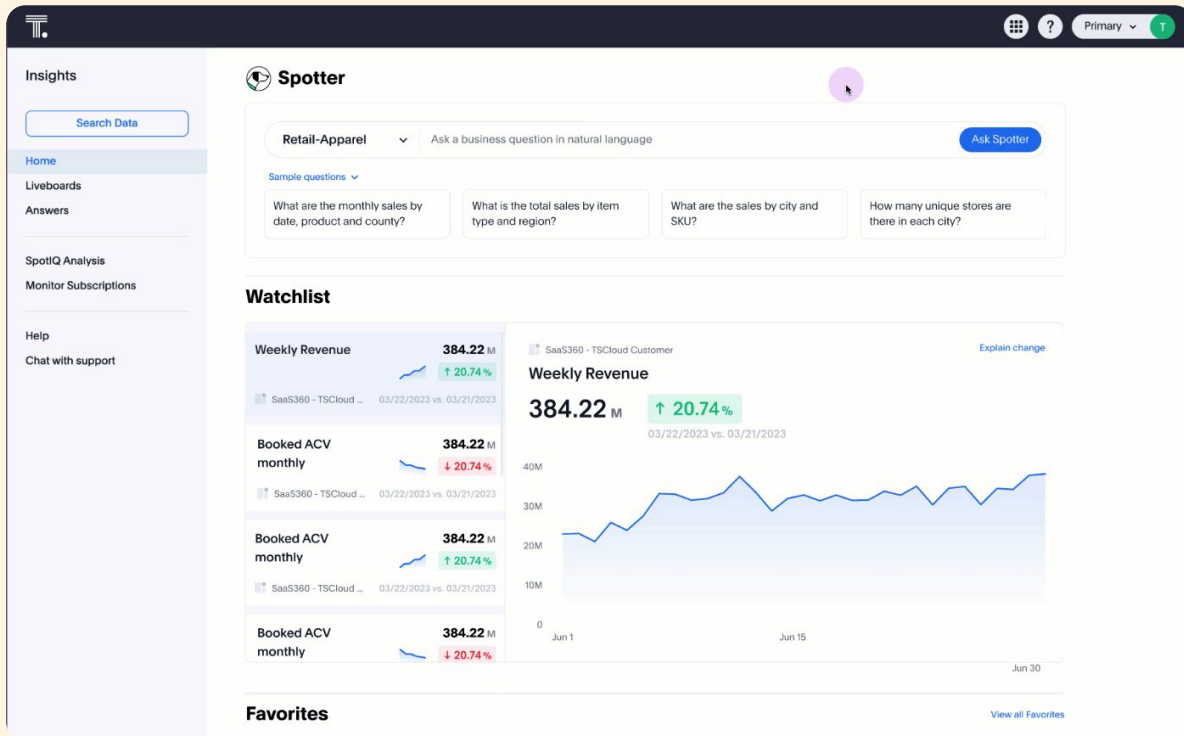 T.
?
Primary
T
Insights
Search Data
Home
Liveboards
Answers
SpotIQ Analysis
Monitor Subscriptions
Help
Chat with support
Spotter
Retail-Apparel
Ask a business question in natural language
Ask Spotter
Sample questions
What are the monthly sales by
date, product and county?
What is the total sales by item
type and region?
What are the sales by city and
SKU?
How many unique stores are
there in each city?
Watchlist
Weekly Revenue
384.22 M
↑ 20.74 %
SaaS360 - TSCloud ...
03/22/2023 vs. 03/21/2023
Booked ACV
monthly
384.22 M
↓ 20.74 %
SaaS360 - TSCloud ...
03/22/2023 vs. 03/21/2023
Booked ACV
monthly
384.22 M
↑ 20.74 %
SaaS360 - TSCloud ...
03/22/2023 vs. 03/21/2023
Booked ACV
monthly
384.22 M
↓ 20.74 %
SaaS360 - TSCloud Customer
Explain change
Weekly Revenue
384.22 M
↑ 20.74 %
03/22/2023 vs. 03/21/2023
40M
30M
20M
10M
0
Jun 1
Jun 15
Jun 30
Favorites
View all Favorites